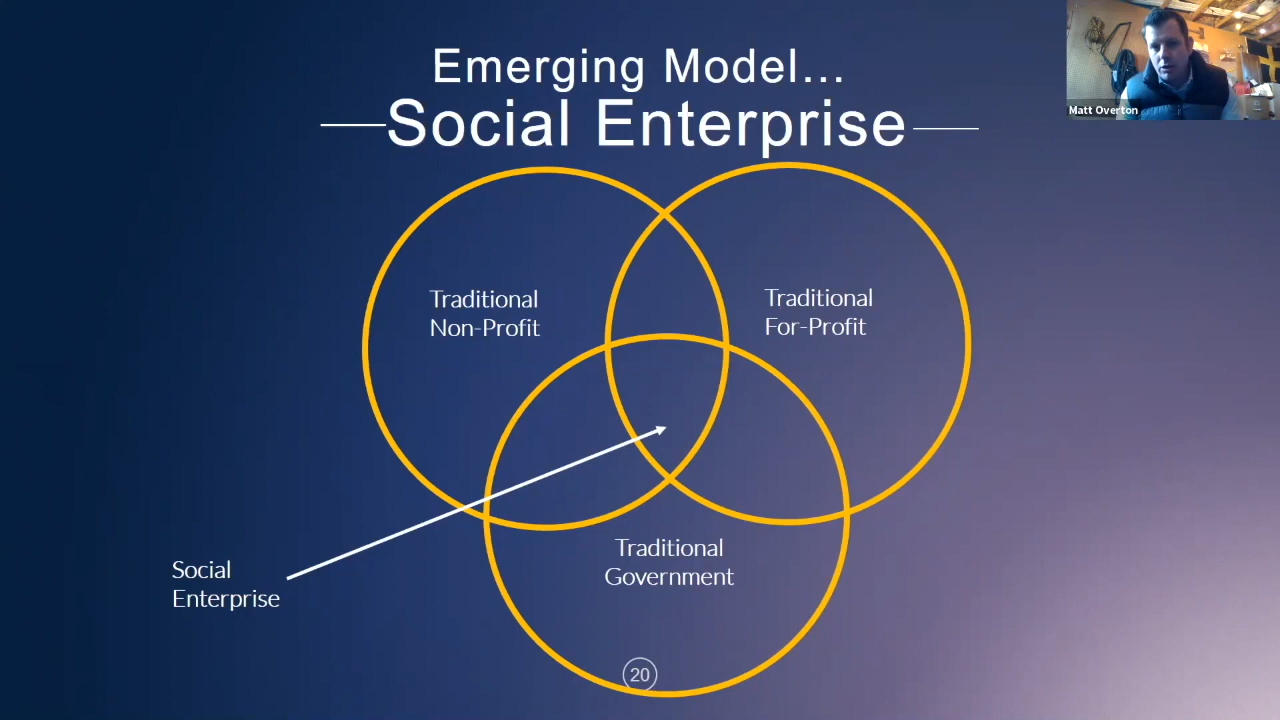 Emerging Model...
Social Enterprise
Matt Overton
Traditional
Non-Profit
Traditional
For-Profit
Traditional
Government
Social
Enterprise
20